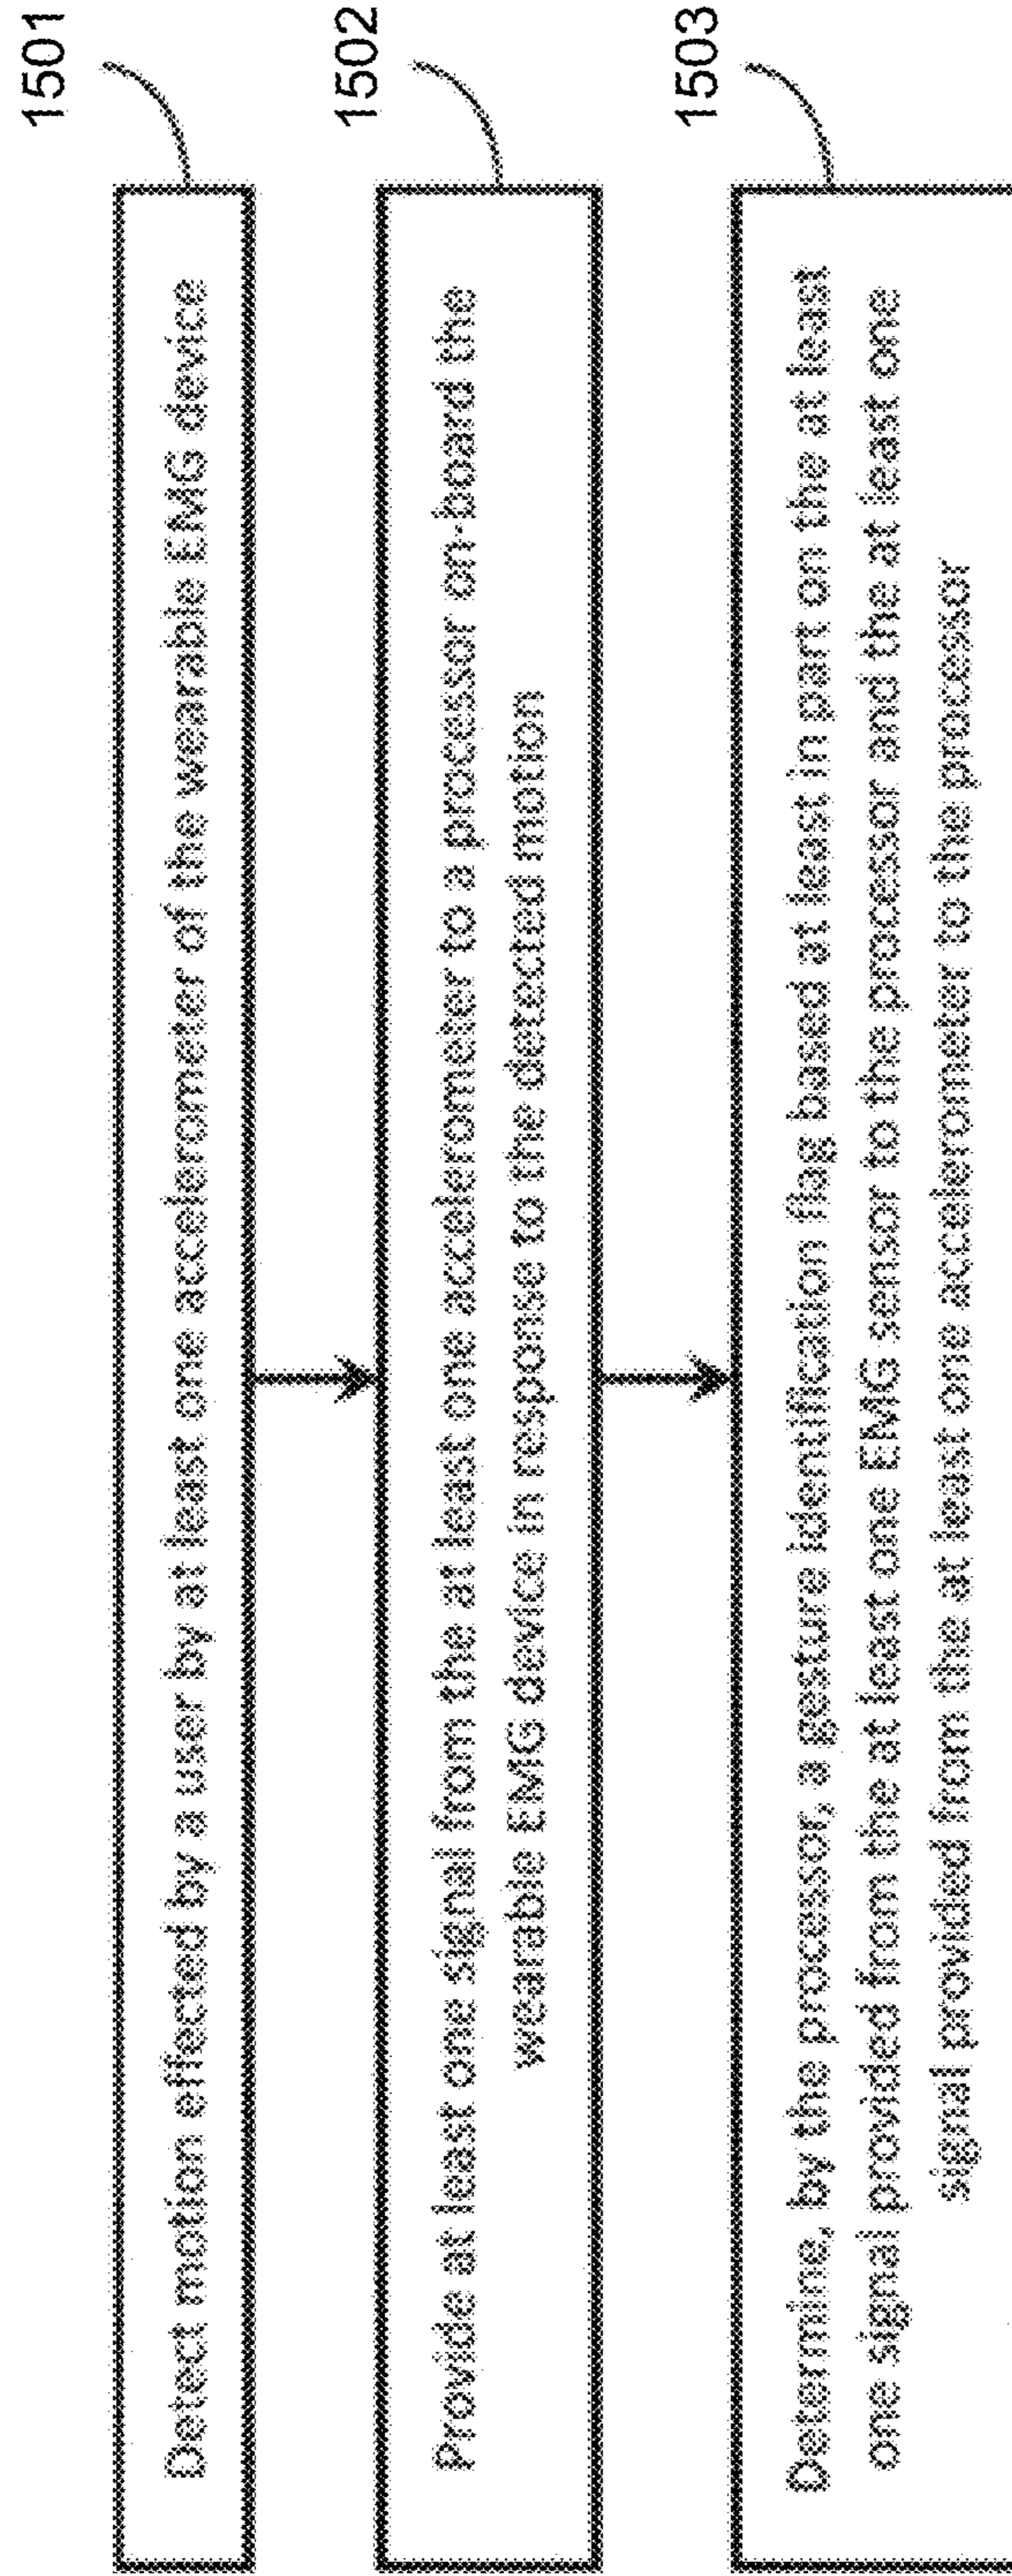 1501
Detect motion effected by a user by at least one accelerometer of the wearable EMG device
1502
Provide at least one signal from the at least one accelerometer to a processor on-board the
wearable EMG device in response to the detected motion
1503
Determine, by the processor, a gesture identification flag based at least in part on the at least
one signal provided from the at least one EMG sensor to the processor and the at least one
signal provided from the at least one accelerometer to the processor